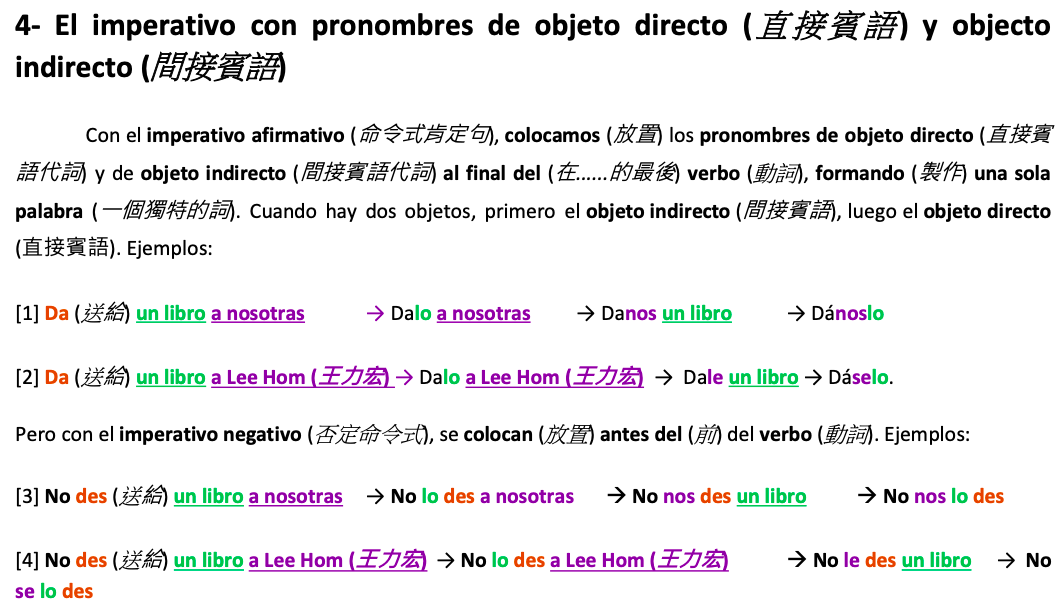 4- El imperativo con pronombres de objeto directo (直接賓語) y objecto
indirecto (間接賓語)
Con el imperativo afirmativo (命令式肯定句), colocamos (放置) los pronombres de objeto directo (直接賓
語代詞) y de objeto indirecto (間接賓語代詞) al final del (在......的最後) verbo (動詞), formando (製作) una sola
palabra (一個獨特的詞). Cuando hay dos objetos, primero el objeto indirecto (間接賓語), luego el objeto directo
(直接賓語). Ejemplos:
[1] Da (送給) un libro a nosotras → Dalo a nosotras → Danos un libro → Dánoslo
[2] Da (送給) un libro a Lee Hom (王力宏) → Dalo a Lee Hom (王力宏) → Dale un libro → Dáselo.
Pero con el imperativo negativo (否定命令式), se colocan (放置) antes del (前) del verbo (動詞). Ejemplos:
[3] No des (送給) un libro a nosotras → No lo des a nosotras → No nos des un libro → No nos lo des
[4] No des (送給) un libro a Lee Hom (王力宏) → No lo des a Lee Hom (王力宏) → No le des un libro → No
se lo des